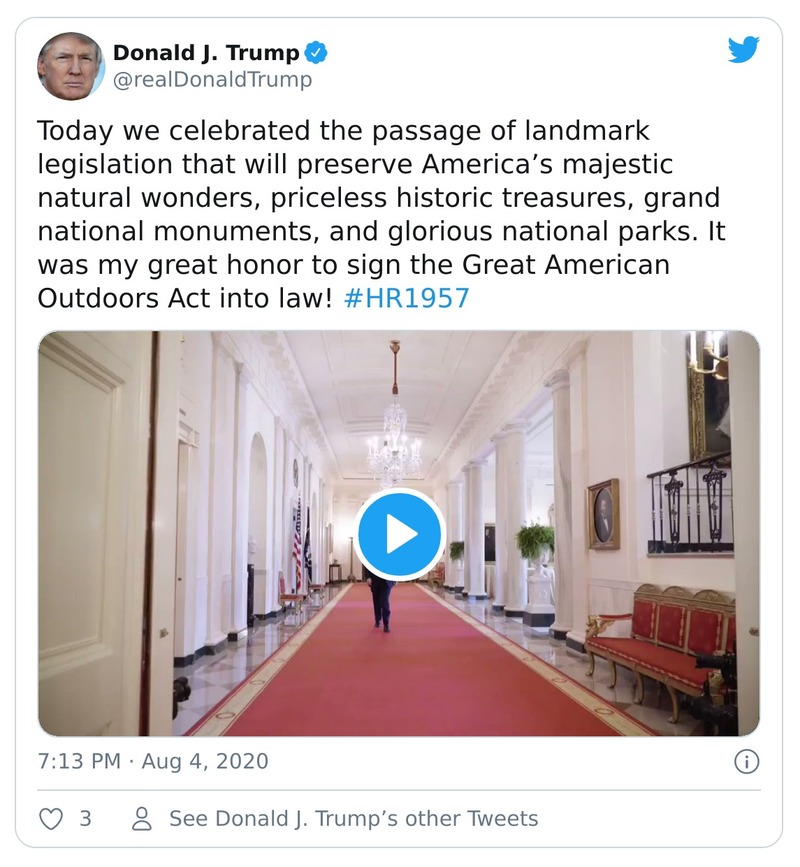 Donald J. Trump
@realDonaldTrump
Today we celebrated the passage of landmark
legislation that will preserve America’s majestic
natural wonders, priceless historic treasures, grand
national monuments, and glorious national parks. It
was my great honor to sign the Great American
Outdoors Act into law! #HR1957
7:13 PM · Aug 4, 2020
3
See Donald J. Trump’s other Tweets